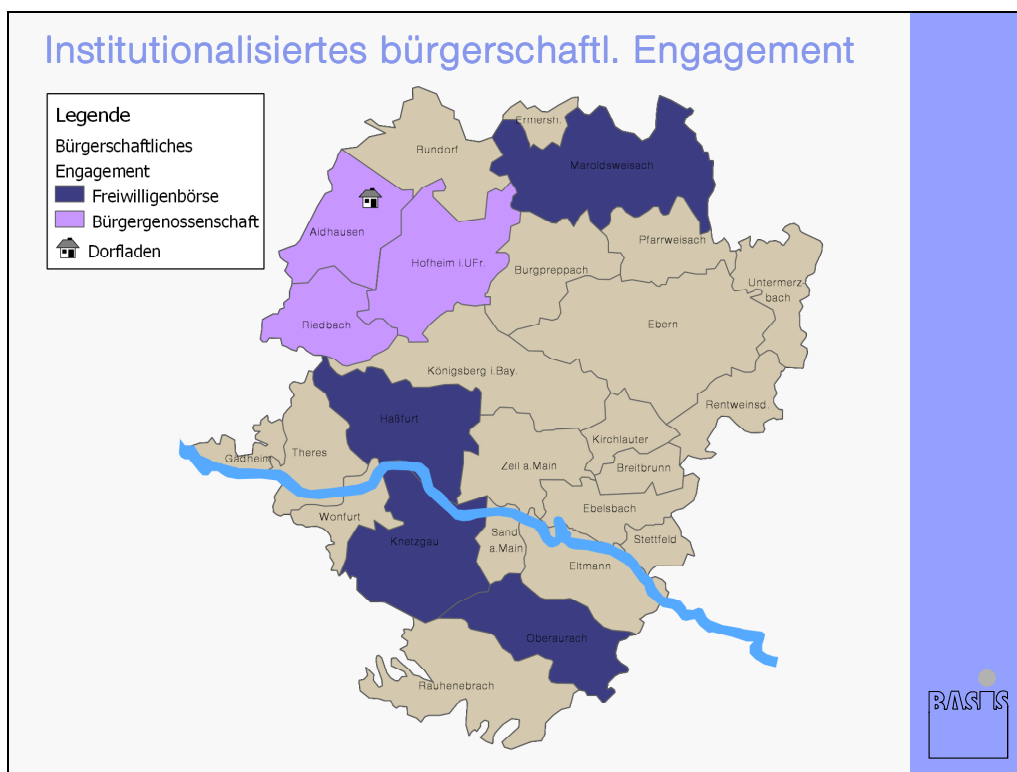 Institutionalisiertes bürgerschaftl. Engagement
Legende
Bürgerschaftliches
Engagement
Freiwilligenbörse
Bürgergenossenschaft
Dorfladen
Ermersh.
Bundorf
Maroldsweisach
Aidhausen
Pfarrweisach
Hofheim i.UFr.
Burgpreppach
Untermerz-
bach
Riedbach
Ebern
Königsberg i.Bay.
Rentweinsd.
Haßfurt
Kirchlauter
Theres
Gädheim
Zeil a.Main
Breitbrunn
Ebelsbach
Wonfurt
Sand
a.Main
Knetzgau
Stettfeld
Eltmann
Oberaurach
Rauhenebrach
BASIS